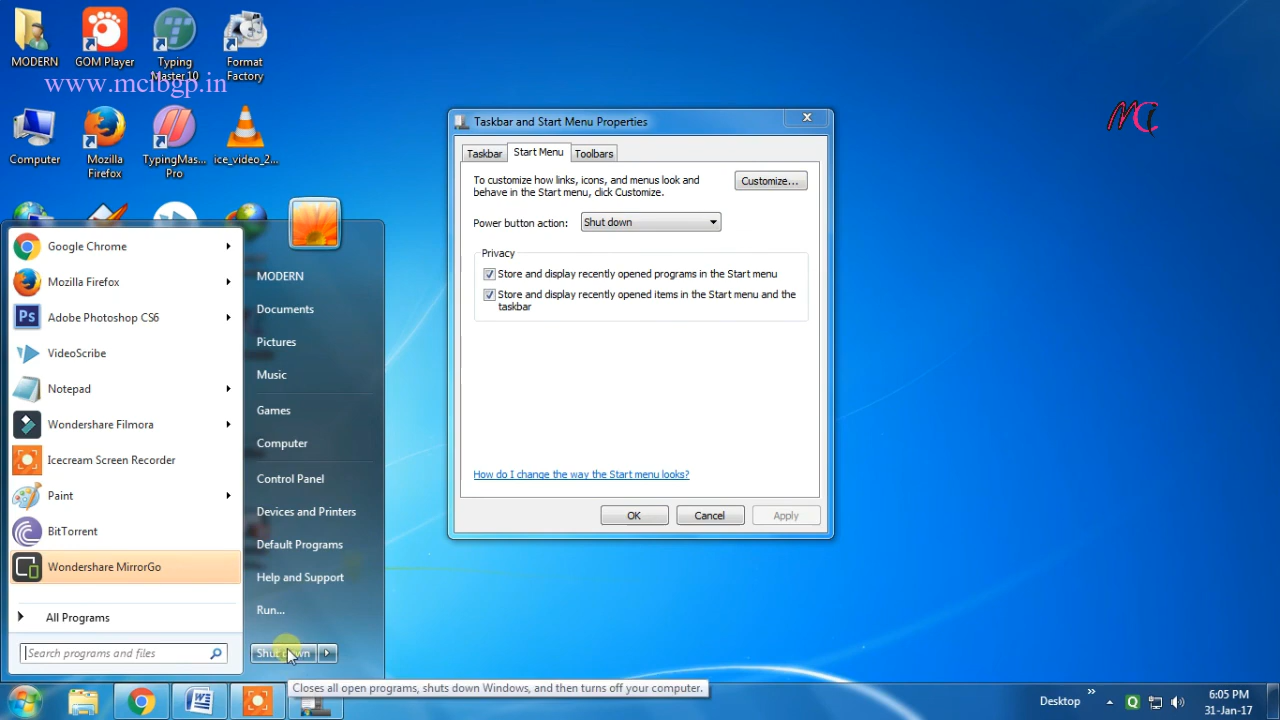 MODERN
GOM Player
Typing
Master 10
Format
Factory
www.mcibgp.in
Computer
Mozilla
Firefox
TypingMas...
Pro
ice_video_2...
MC
Taskbar and Start Menu Properties
Taskbar
Start Menu
Toolbars
To customize how links, icons, and menus look and
behave in the Start menu, click Customize.
Customize...
Power button action:
Shut down
Privacy
Store and display recently opened programs in the Start menu
Store and display recently opened items in the Start menu and the
taskbar
How do I change the way the Start menu looks?
OK
Cancel
Apply
Google Chrome
Mozilla Firefox
Ps
Adobe Photoshop CS6
VideoScribe
Notepad
Wondershare Filmora
Icecream Screen Recorder
Paint
BitTorrent
Wondershare MirrorGo
All Programs
Search programs and files
MODERN
Documents
Pictures
Music
Games
Computer
Control Panel
Devices and Printers
Default Programs
Help and Support
Run...
Shut down
Closes all open programs, shuts down Windows, and then turns off your computer.
Desktop
Q
6:05 PM
31-Jan-17